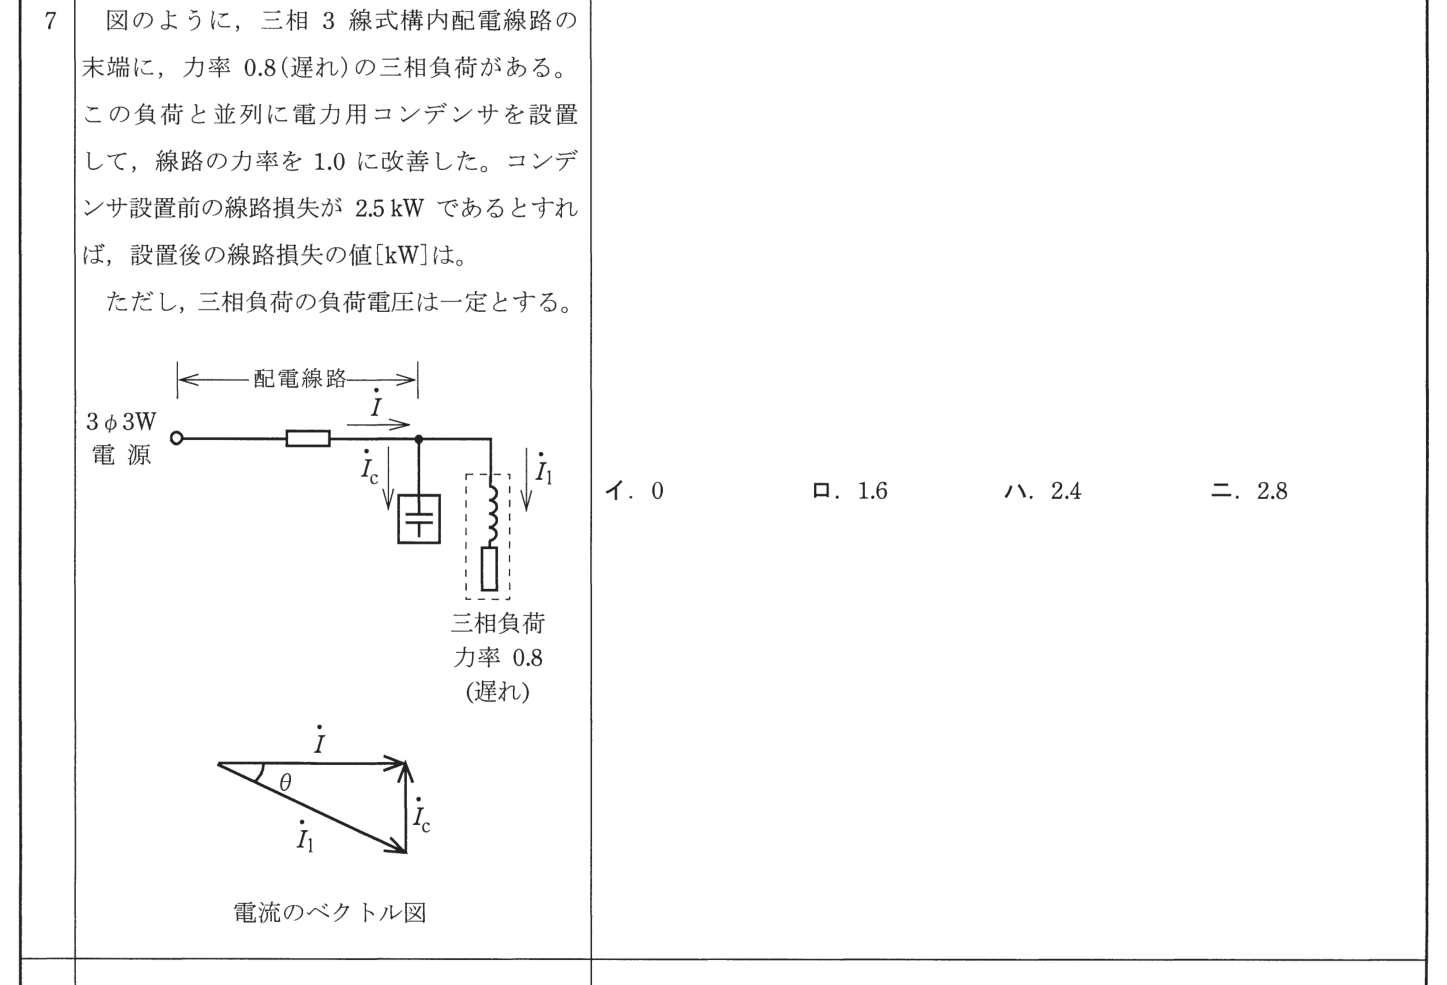 7
図のように，三相 3 線式構内配電線路の
末端に，力率 0.8(遅れ)の三相負荷がある。
この負荷と並列に電力用コンデンサを設置
して，線路の力率を 1.0 に改善した。コンデ
ンサ設置前の線路損失が 2.5 kW であるとすれ
ば，設置後の線路損失の値[kW]は。
ただし，三相負荷の負荷電圧は一定とする。
配電線路
İ
3φ3W
電 源
İc
İl
三相負荷
力率 0.8
(遅れ)
İ
θ
İc
İl
電流のベクトル図
イ．0 ロ．1.6 ハ．2.4 ニ．2.8